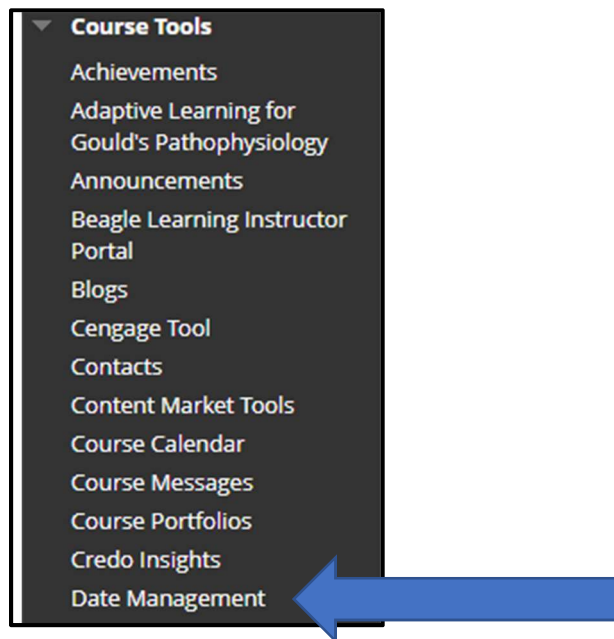 Course Tools
Achievements
Adaptive Learning for
Gould's Pathophysiology
Announcements
Beagle Learning Instructor
Portal
Blogs
Cengage Tool
Contacts
Content Market Tools
Course Calendar
Course Messages
Course Portfolios
Credo Insights
Date Management